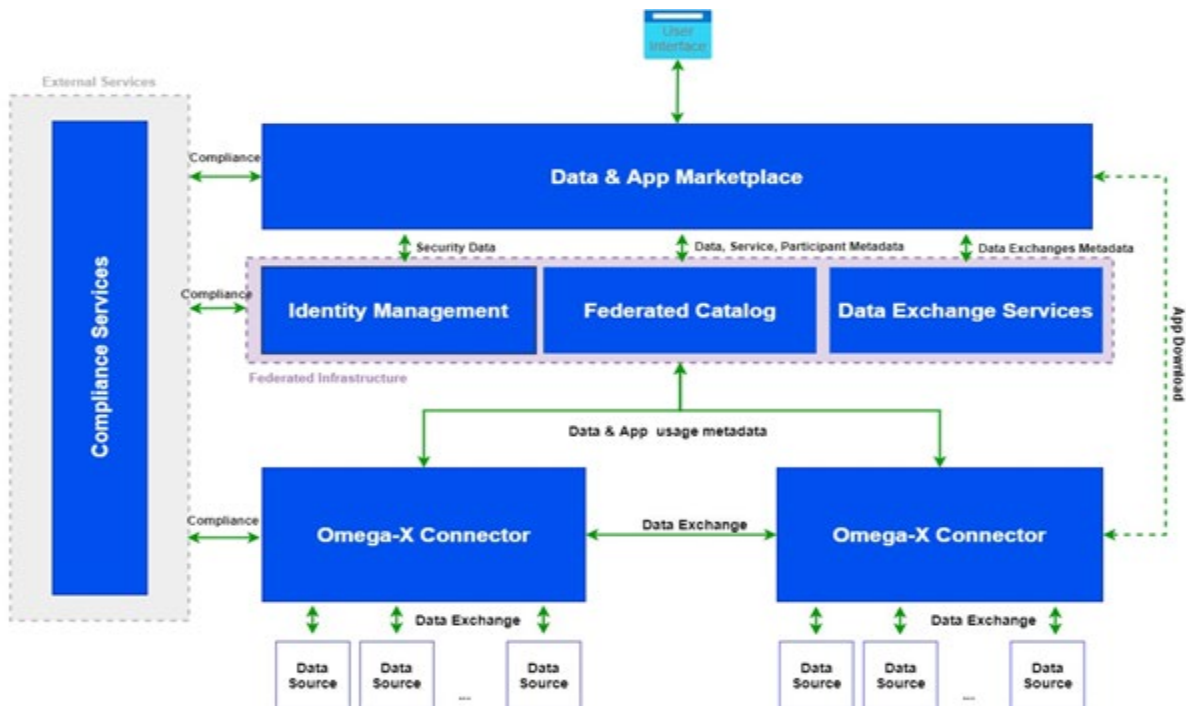 User
Interface
External Services
Compliance
Data & App Marketplace
Security Data
Data, Service, Participant Metadata
Data Exchanges Metadata
Compliance Services
Compliance
Identity Management
Federated Catalog
Data Exchange Services
App Download
Federated Infrastructure
Data & App usage metadata
Compliance
Omega-X Connector
Data Exchange
Omega-X Connector
Data Exchange
Data Exchange
Data
Source
Data
Source
...
Data
Source
Data
Source
Data
Source
...
Data
Source